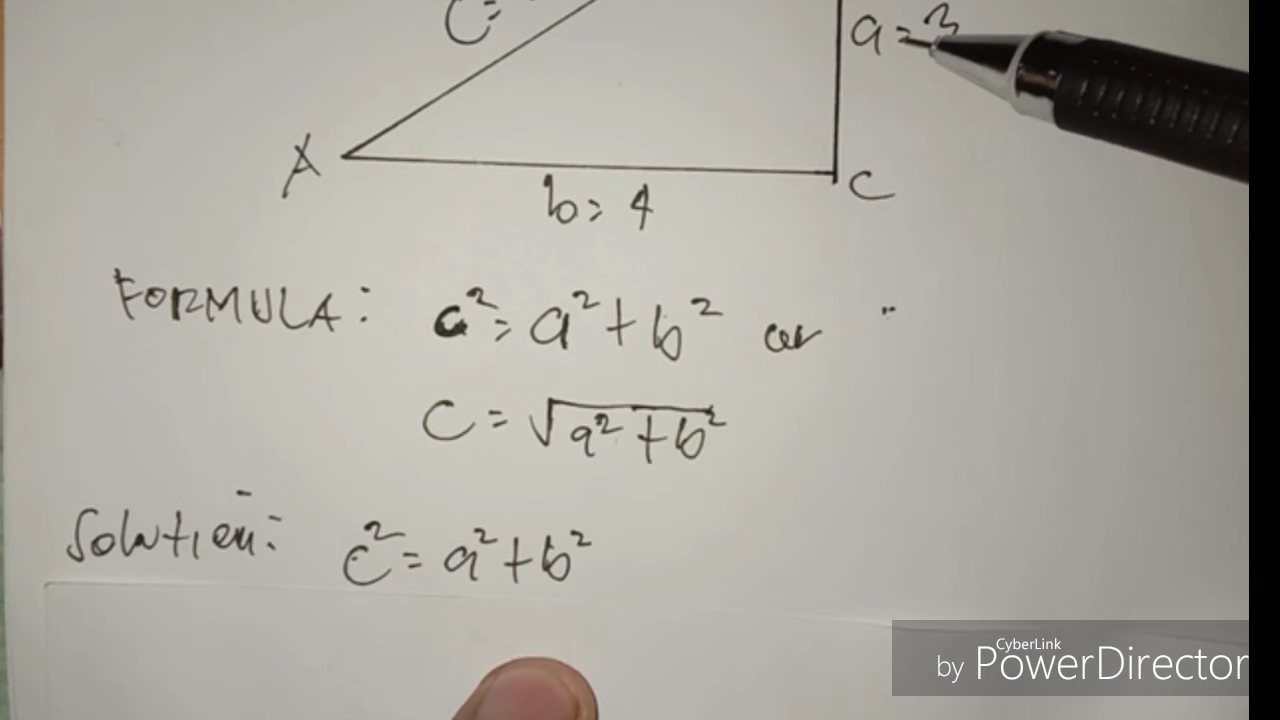 C =
a = 3
A
C
b = 4
FORMULA: c² = a² + b² or
C = √a² + b²
Solution: c² = a² + b²
CyberLink
by PowerDirector